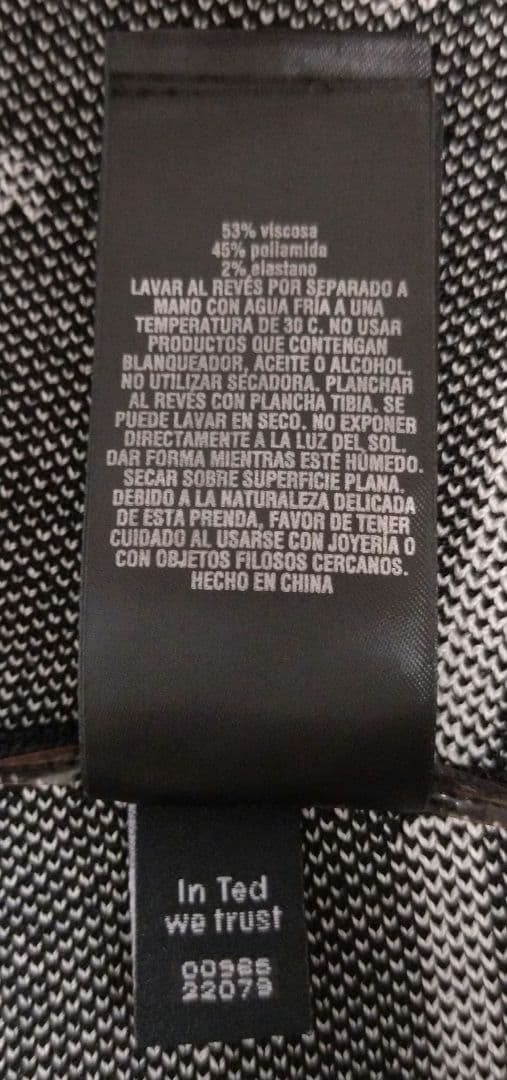 53% viscosa
45% poliamida
2% elastano
LAVAR AL REVÉS POR SEPARADO A
MANO CON AGUA FRÍA A UNA
TEMPERATURA DE 30 C. NO USAR
PRODUCTOS QUE CONTENGAN
BLANQUEADOR, ACEITE O ALCOHOL.
NO UTILIZAR SECADORA. PLANCHAR
AL REVÉS CON PLANCHA TIBIA. SE
PUEDE LAVAR EN SECO. NO EXPONER
DIRECTAMENTE A LA LUZ DEL SOL.
DAR FORMA MIENTRAS ESTÉ HÚMEDO.
SECAR SOBRE SUPERFICIE PLANA.
DEBIDO A LA NATURALEZA DELICADA
DE ESTA PRENDA, FAVOR DE TENER
CUIDADO AL USARSE CON JOYERÍA O
CON OBJETOS FILOSOS CERCANOS.
HECHO EN CHINA
In Ted
we trust
22079